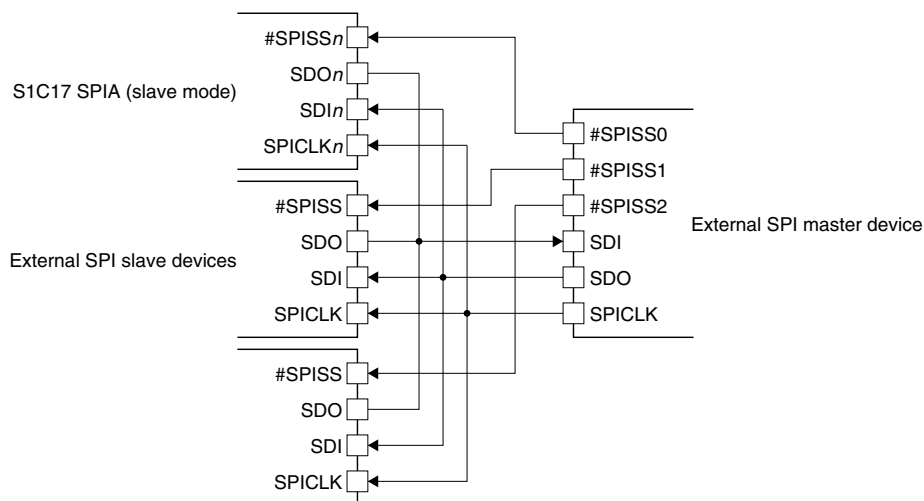 S1C17 SPIA (slave mode)
#SPISSn
SDOn
SDIn
SPICLKn
External SPI slave devices
#SPISS
SDO
SDI
SPICLK
#SPISS
SDO
SDI
SPICLK
#SPISS0
#SPISS1
#SPISS2
SDI
SDO
SPICLK
External SPI master device